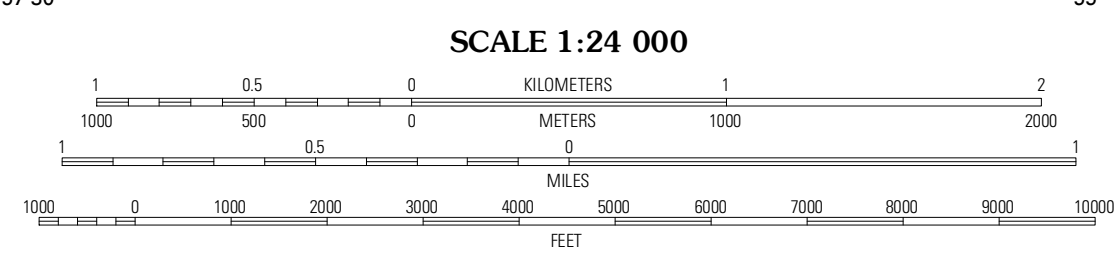 SCALE 1:24 000
1 0.5 0 KILOMETERS 1 2
1000 500 0 METERS 1000 2000
1 0.5 0 1
MILES
1000 0 1000 2000 3000 4000 5000 6000 7000 8000 9000 10000
FEET